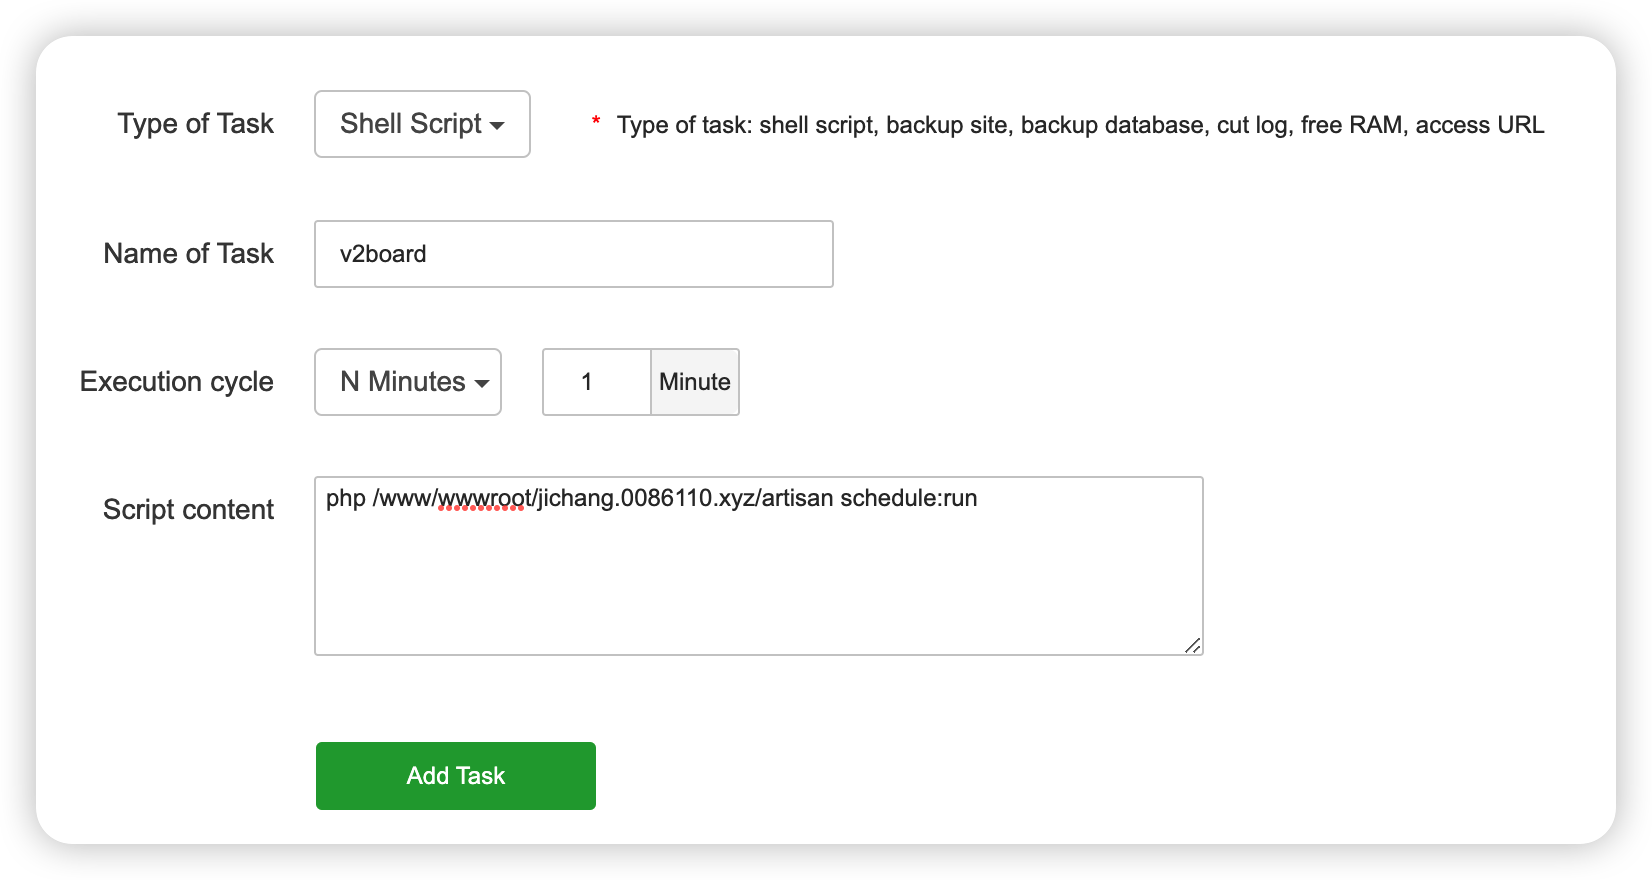 Type of Task Shell Script * Type of task: shell script, backup site, backup database, cut log, free RAM, access URL
Name of Task v2board
Execution cycle N Minutes 1 Minute
Script content php /www/wwwroot/jichang.0086110.xyz/artisan schedule:run
Add Task